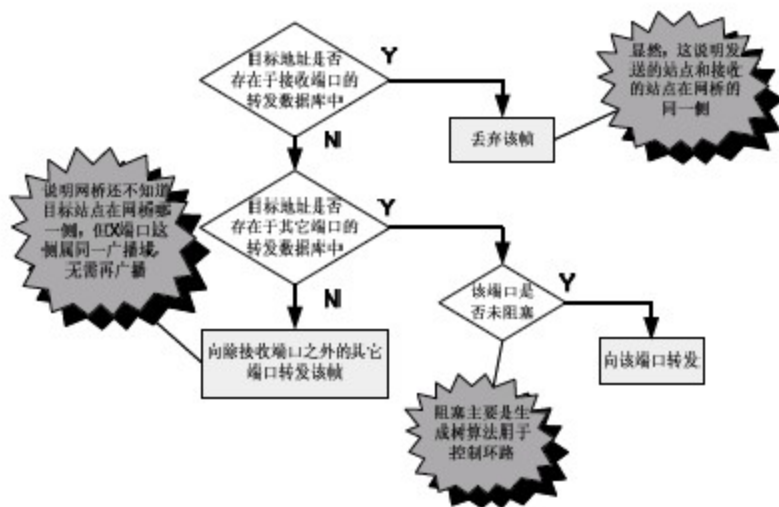 目标地址是否
存在于接收端口的
转发数据库中
Y
显然，这说明发
送的站点和接收
的站点在网桥的
同一侧
丢弃该帧
N
说明网桥还不知道
目标站点在网桥哪
一侧，但X端口这
侧属同一广播域，
无需再广播
目标地址是否
存在于其它端口的
转发数据库中
Y
N
该端口是
否未阻塞
Y
向除接收端口之外的其它
端口转发该帧
向该端口转发
阻塞主要是生
成树算法用于
控制环路